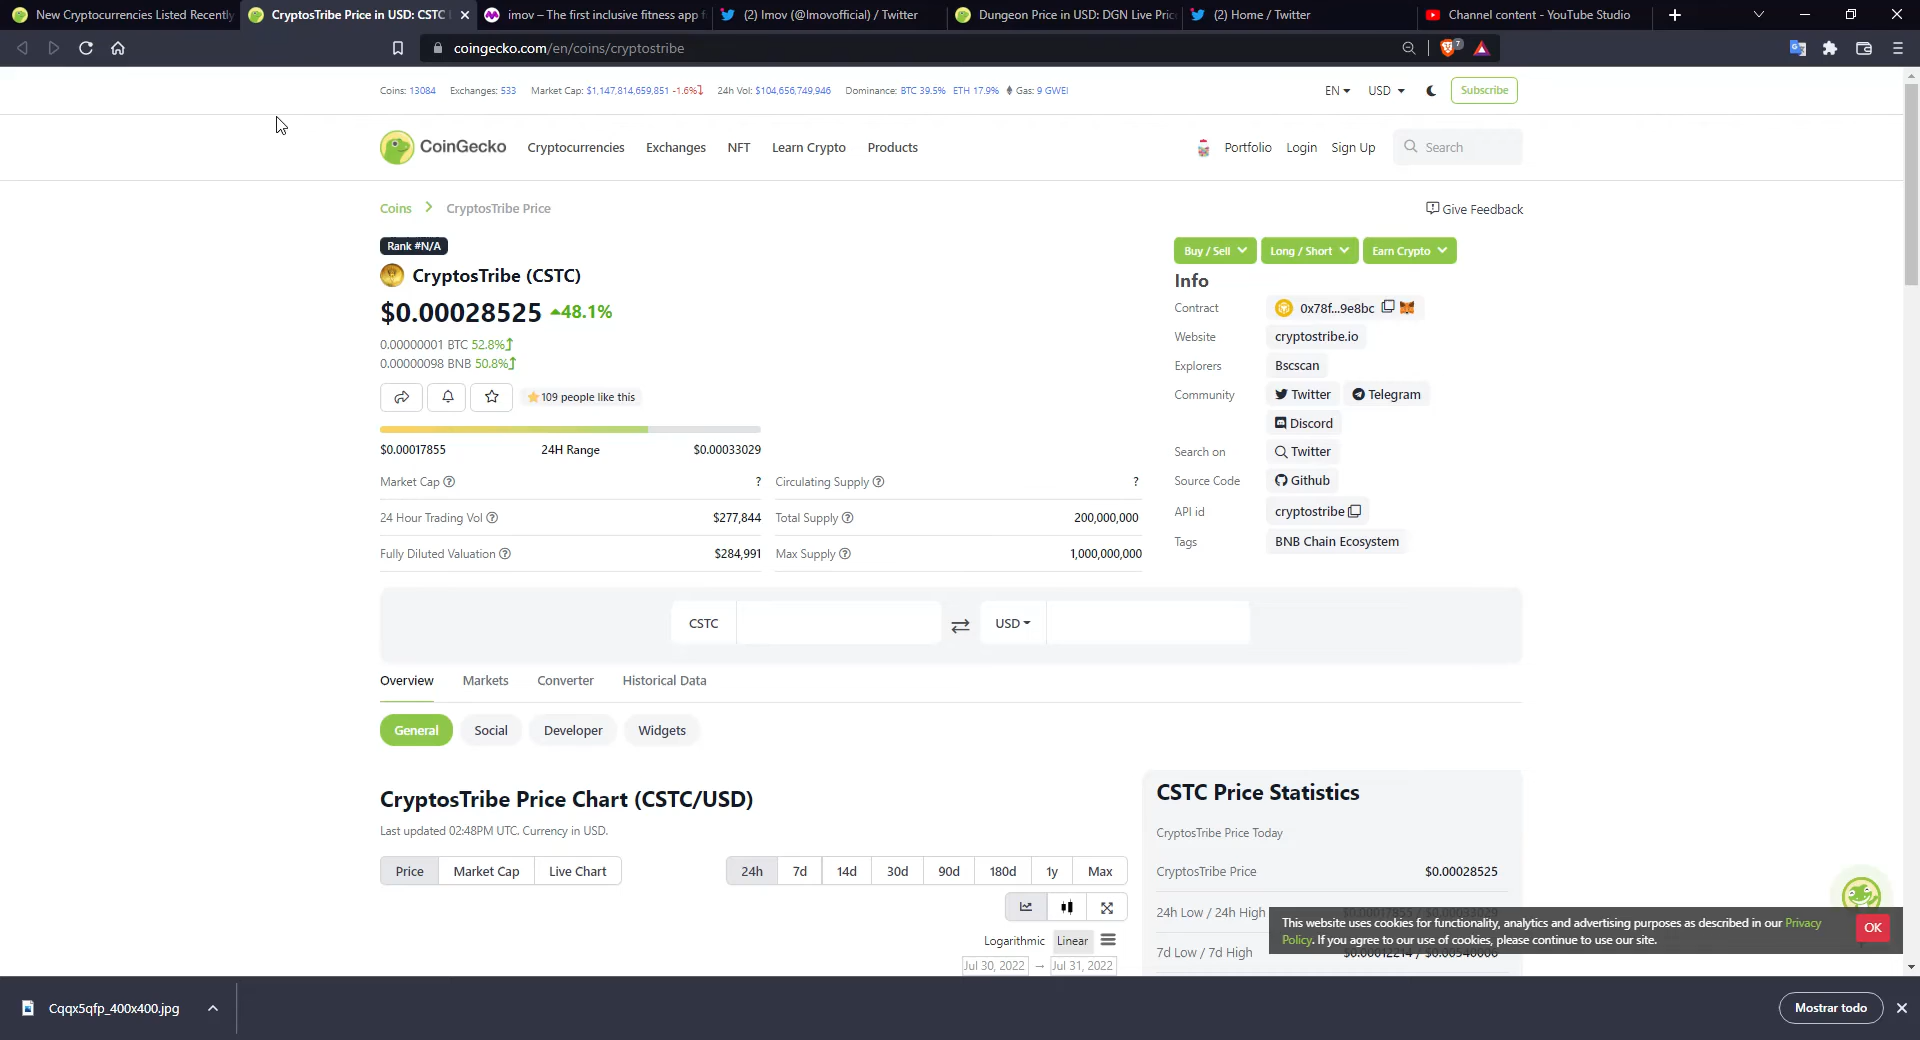 New Cryptocurrencies Listed Recently
CryptosTribe Price in USD: CSTC
imov – The first inclusive fitness app f
(2) Imov (@Imovofficial) / Twitter
Dungeon Price in USD: DGN Live Pric
(2) Home / Twitter
Channel content - YouTube Studio
coingecko.com/en/coins/cryptostribe
7
Coins: 13084 Exchanges: 533 Market Cap: $1,147,814,659,851 -1.6% 24h Vol: $104,656,749,946 Dominance: BTC 39.5% ETH 17.9% Gas: 9 GWEI
EN USD Subscribe
CoinGecko Cryptocurrencies Exchanges NFT Learn Crypto Products Portfolio Login Sign Up Search
Coins > CryptosTribe Price
Give Feedback
Rank #N/A
CryptosTribe (CSTC)
$0.00028525 48.1%
0.00000001 BTC 52.8%
0.00000098 BNB 50.8%
109 people like this
$0.00017855 24H Range $0.00033029
Market Cap ?
Circulating Supply ?
24 Hour Trading Vol $277,844
Total Supply 200,000,000
Fully Diluted Valuation $284,991
Max Supply 1,000,000,000
Buy / Sell Long / Short Earn Crypto
Info
Contract 0x78f...9e8bc
Website cryptostribe.io
Explorers Bscscan
Community Twitter Telegram
Discord
Search on Twitter
Source Code Github
API id cryptostribe
Tags BNB Chain Ecosystem
CSTC USD
Overview Markets Converter Historical Data
General Social Developer Widgets
CryptosTribe Price Chart (CSTC/USD)
Last updated 02:48PM UTC. Currency in USD.
Price Market Cap Live Chart
24h 7d 14d 30d 90d 180d 1y Max
Logarithmic Linear
Jul 30, 2022 → Jul 31, 2022
CSTC Price Statistics
CryptosTribe Price Today
CryptosTribe Price $0.00028525
24h Low / 24h High $0.00017855 / $0.00033029
7d Low / 7d High
This website uses cookies for functionality, analytics and advertising purposes as described in our Privacy
Policy. If you agree to our use of cookies, please continue to use our site.
OK
Cqqx5qfp_400x400.jpg
Mostrar todo